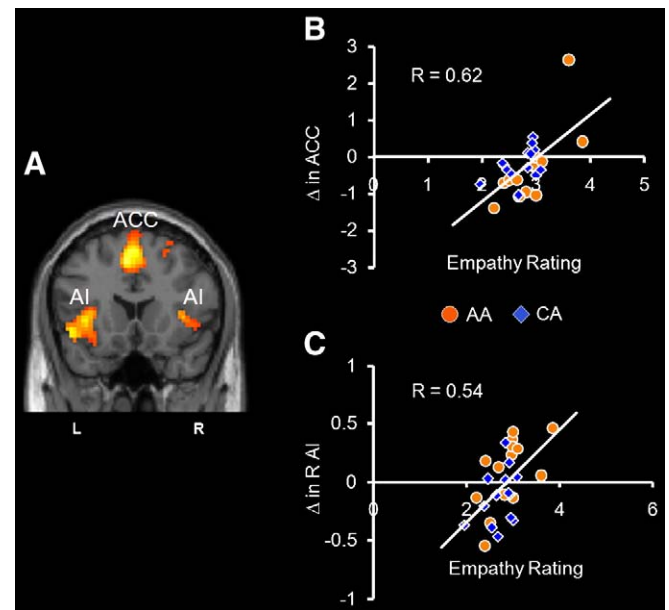 A
ACC
AI AI
L R
B
3
2
1
0
-1
-2
-3
R = 0.62
0 1 2 3 4 5
Δ in ACC
Empathy Rating
AA CA
C
1
0.5
0
-0.5
-1
R = 0.54
0 2 4 6
Δ in R AI
Empathy Rating